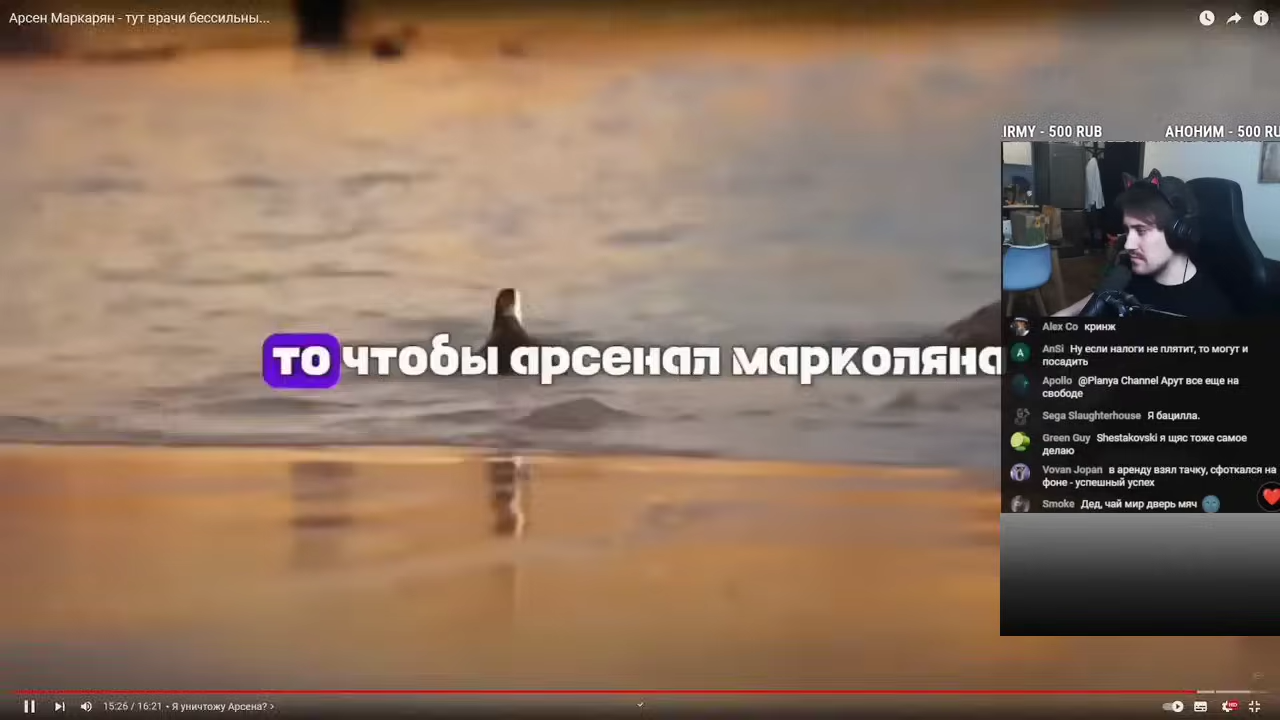 Арсен Маркарян - тут врачи бессильны...
IRMY - 500 RUB
АНОНИМ - 500 RU
то чтобы арсенал марколяна
Alex Co кринж
AnSi Ну если налоги не плятит, то могут и
посадить
Apollo @Planya Channel Арут все еще на
свободе
Sega Slaughterhouse Я бацилла.
Green Guy Shestakovski я щяс тоже самое
делаю
Vovan Jopan в аренду взял тачку, сфоткался на
фоне - успешный успех
Smoke Дед, чай мир дверь мяч
15:26 / 16:21 • Я уничтожу Арсена? ›
HD